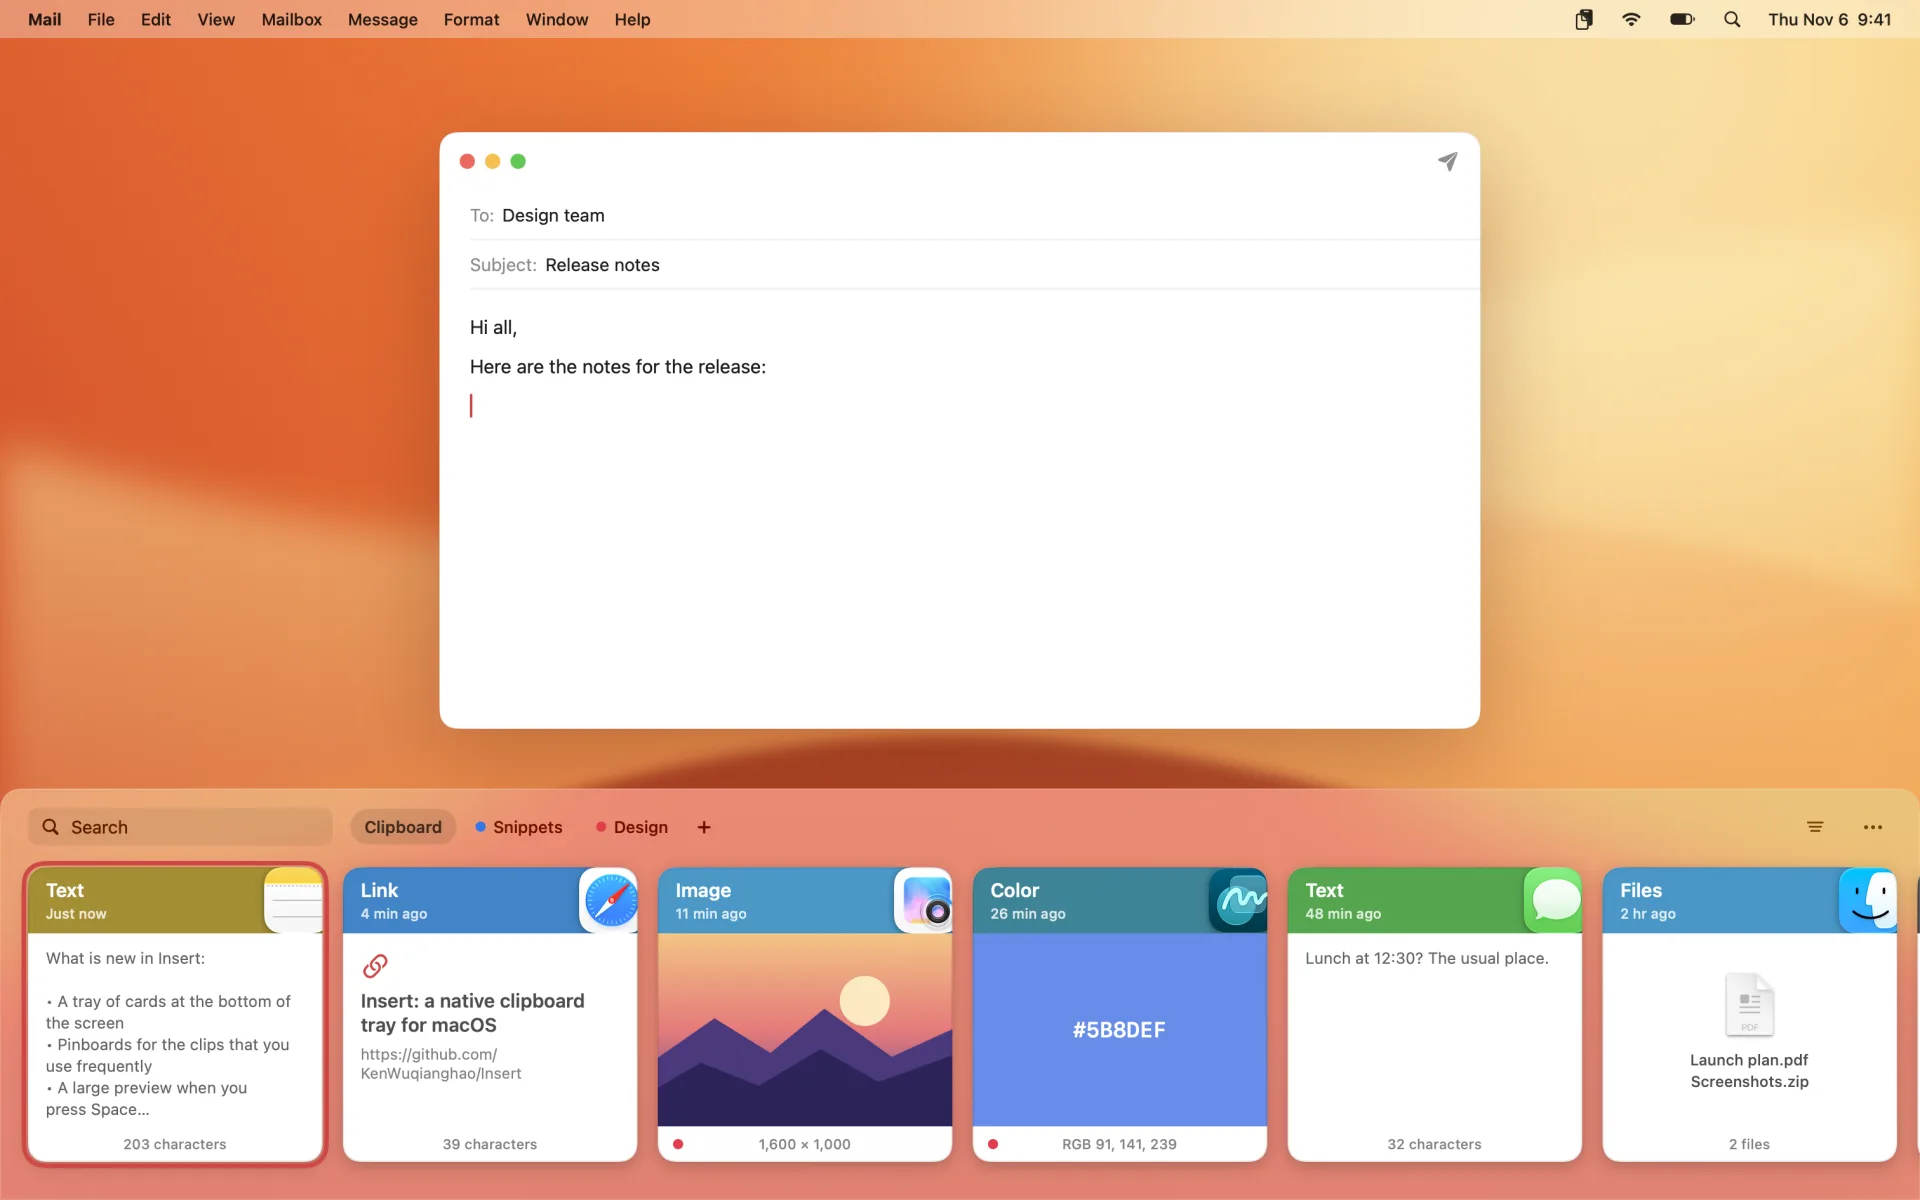 Mail File Edit View Mailbox Message Format Window Help Thu Nov 6 9:41
To: Design team
Subject: Release notes
Hi all,
Here are the notes for the release:
Search Clipboard Snippets Design +
Text
Just now
What is new in Insert:
• A tray of cards at the bottom of
the screen
• Pinboards for the clips that you
use frequently
• A large preview when you
press Space...
203 characters
Link
4 min ago
Insert: a native clipboard
tray for macOS
https://github.com/
KenWuqianghao/Insert
39 characters
Image
11 min ago
1,600 × 1,000
Color
26 min ago
#5B8DEF
RGB 91, 141, 239
Text
48 min ago
Lunch at 12:30? The usual place.
32 characters
Files
2 hr ago
PDF
Launch plan.pdf
Screenshots.zip
2 files